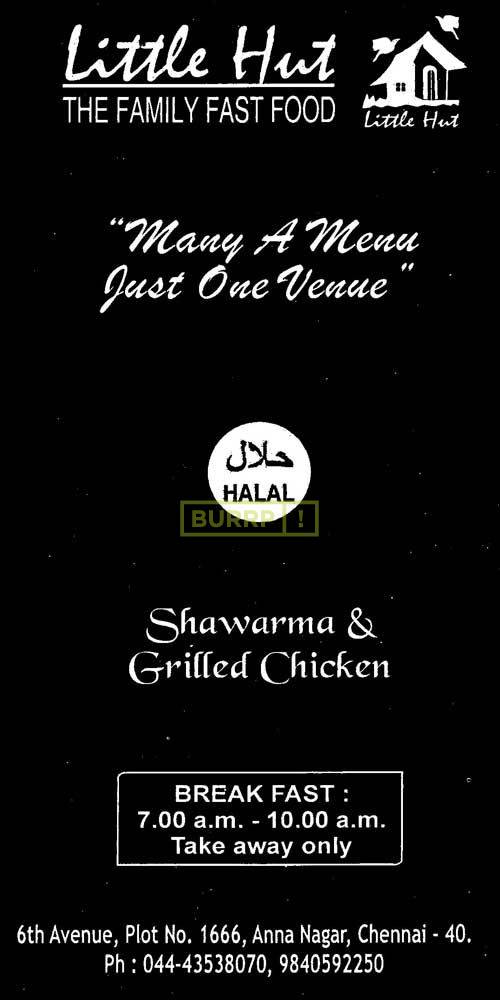 Little Hut
THE FAMILY FAST FOOD
Little Hut
"Many A Menu
Just One Venue"
حلال
HALAL
BURRP!
Shawarma &
Grilled Chicken
BREAK FAST :
7.00 a.m. - 10.00 a.m.
Take away only
6th Avenue, Plot No. 1666, Anna Nagar, Chennai - 40.
Ph : 044-43538070, 9840592250